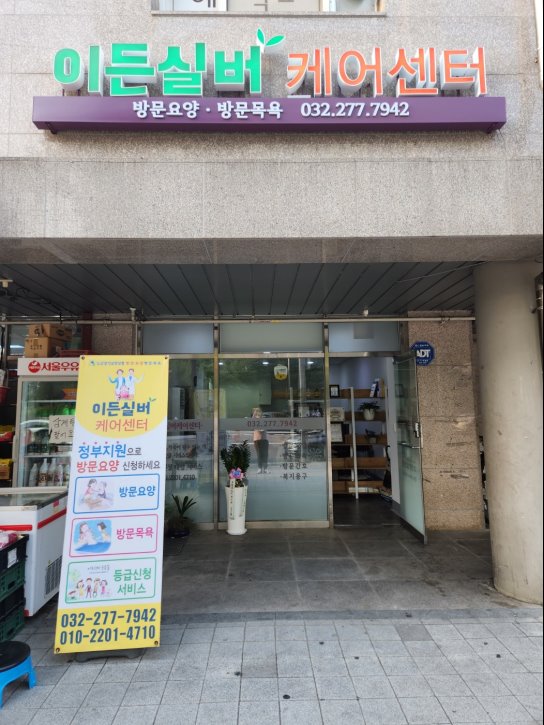 이든실버 케어센터
방문요양 · 방문목욕 032.277.7942
서울우유
ADT
이든실버
케어센터
정부지원으로
방문요양 신청하세요
방문요양
방문목욕
등급신청
서비스
032-277-7942
010-2201-4710
032.277.7942
방문간호
복지용구